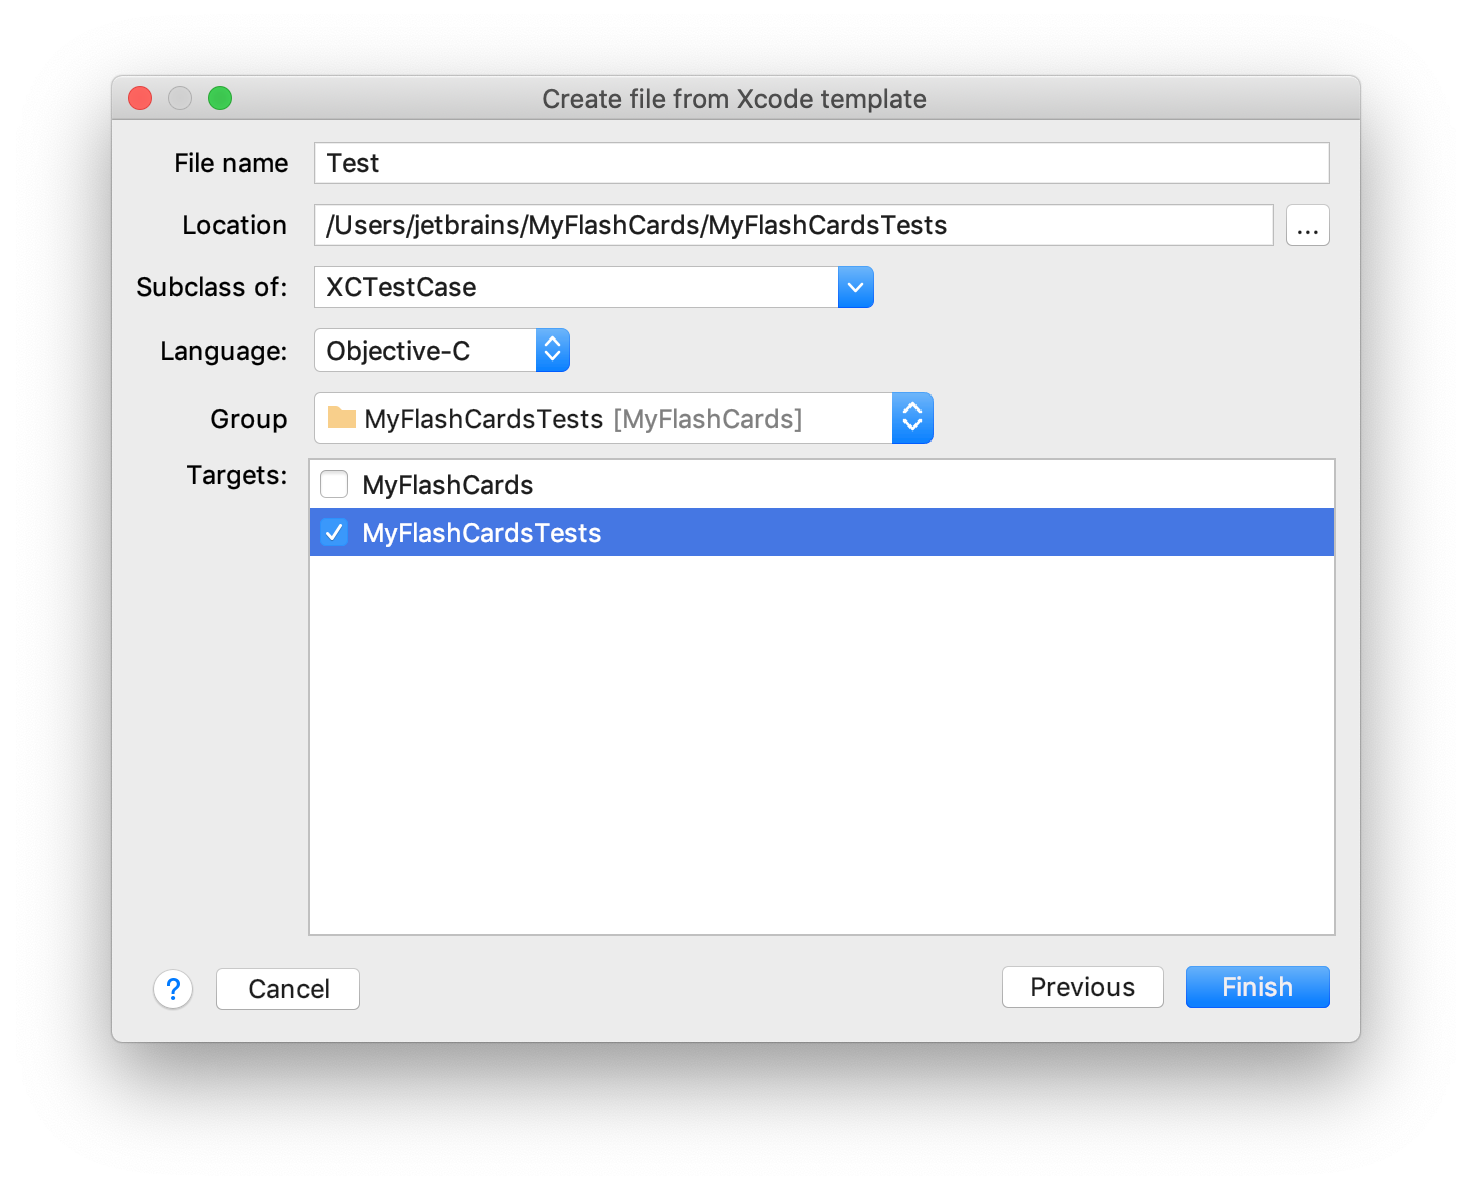 Create file from Xcode template
File name Test
Location /Users/jetbrains/MyFlashCards/MyFlashCardsTests ...
Subclass of: XCTestCase
Language: Objective-C
Group MyFlashCardsTests [MyFlashCards]
Targets: MyFlashCards
MyFlashCardsTests
? Cancel Previous Finish